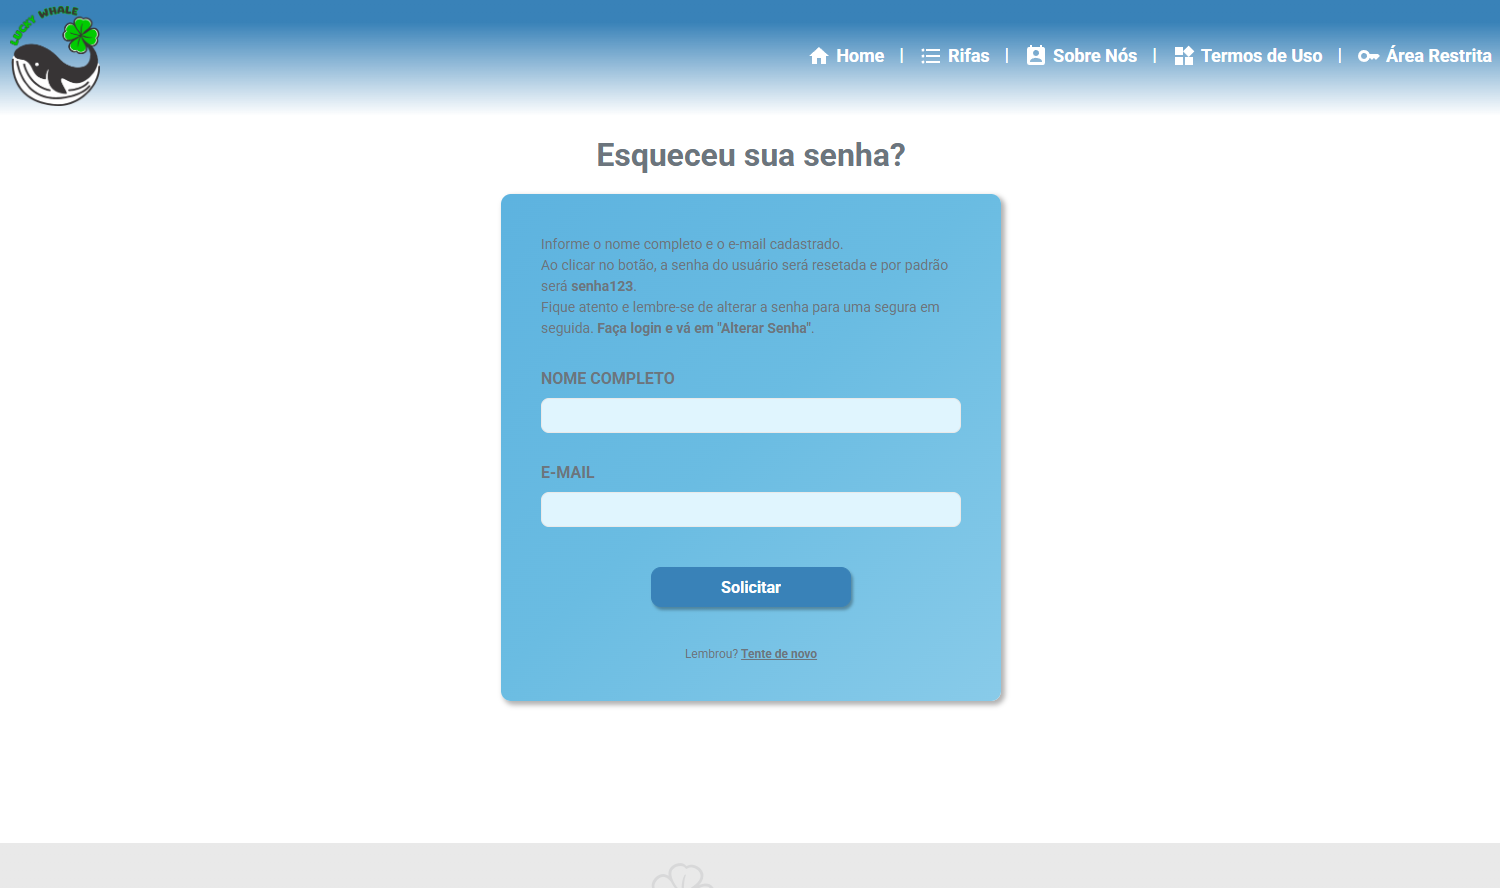 LUCKY WHALE
Home | Rifas | Sobre Nós | Termos de Uso | Área Restrita
Esqueceu sua senha?
Informe o nome completo e o e-mail cadastrado.
Ao clicar no botão, a senha do usuário será resetada e por padrão
será senha123.
Fique atento e lembre-se de alterar a senha para uma segura em
seguida. Faça login e vá em "Alterar Senha".
NOME COMPLETO
E-MAIL
Solicitar
Lembrou? Tente de novo